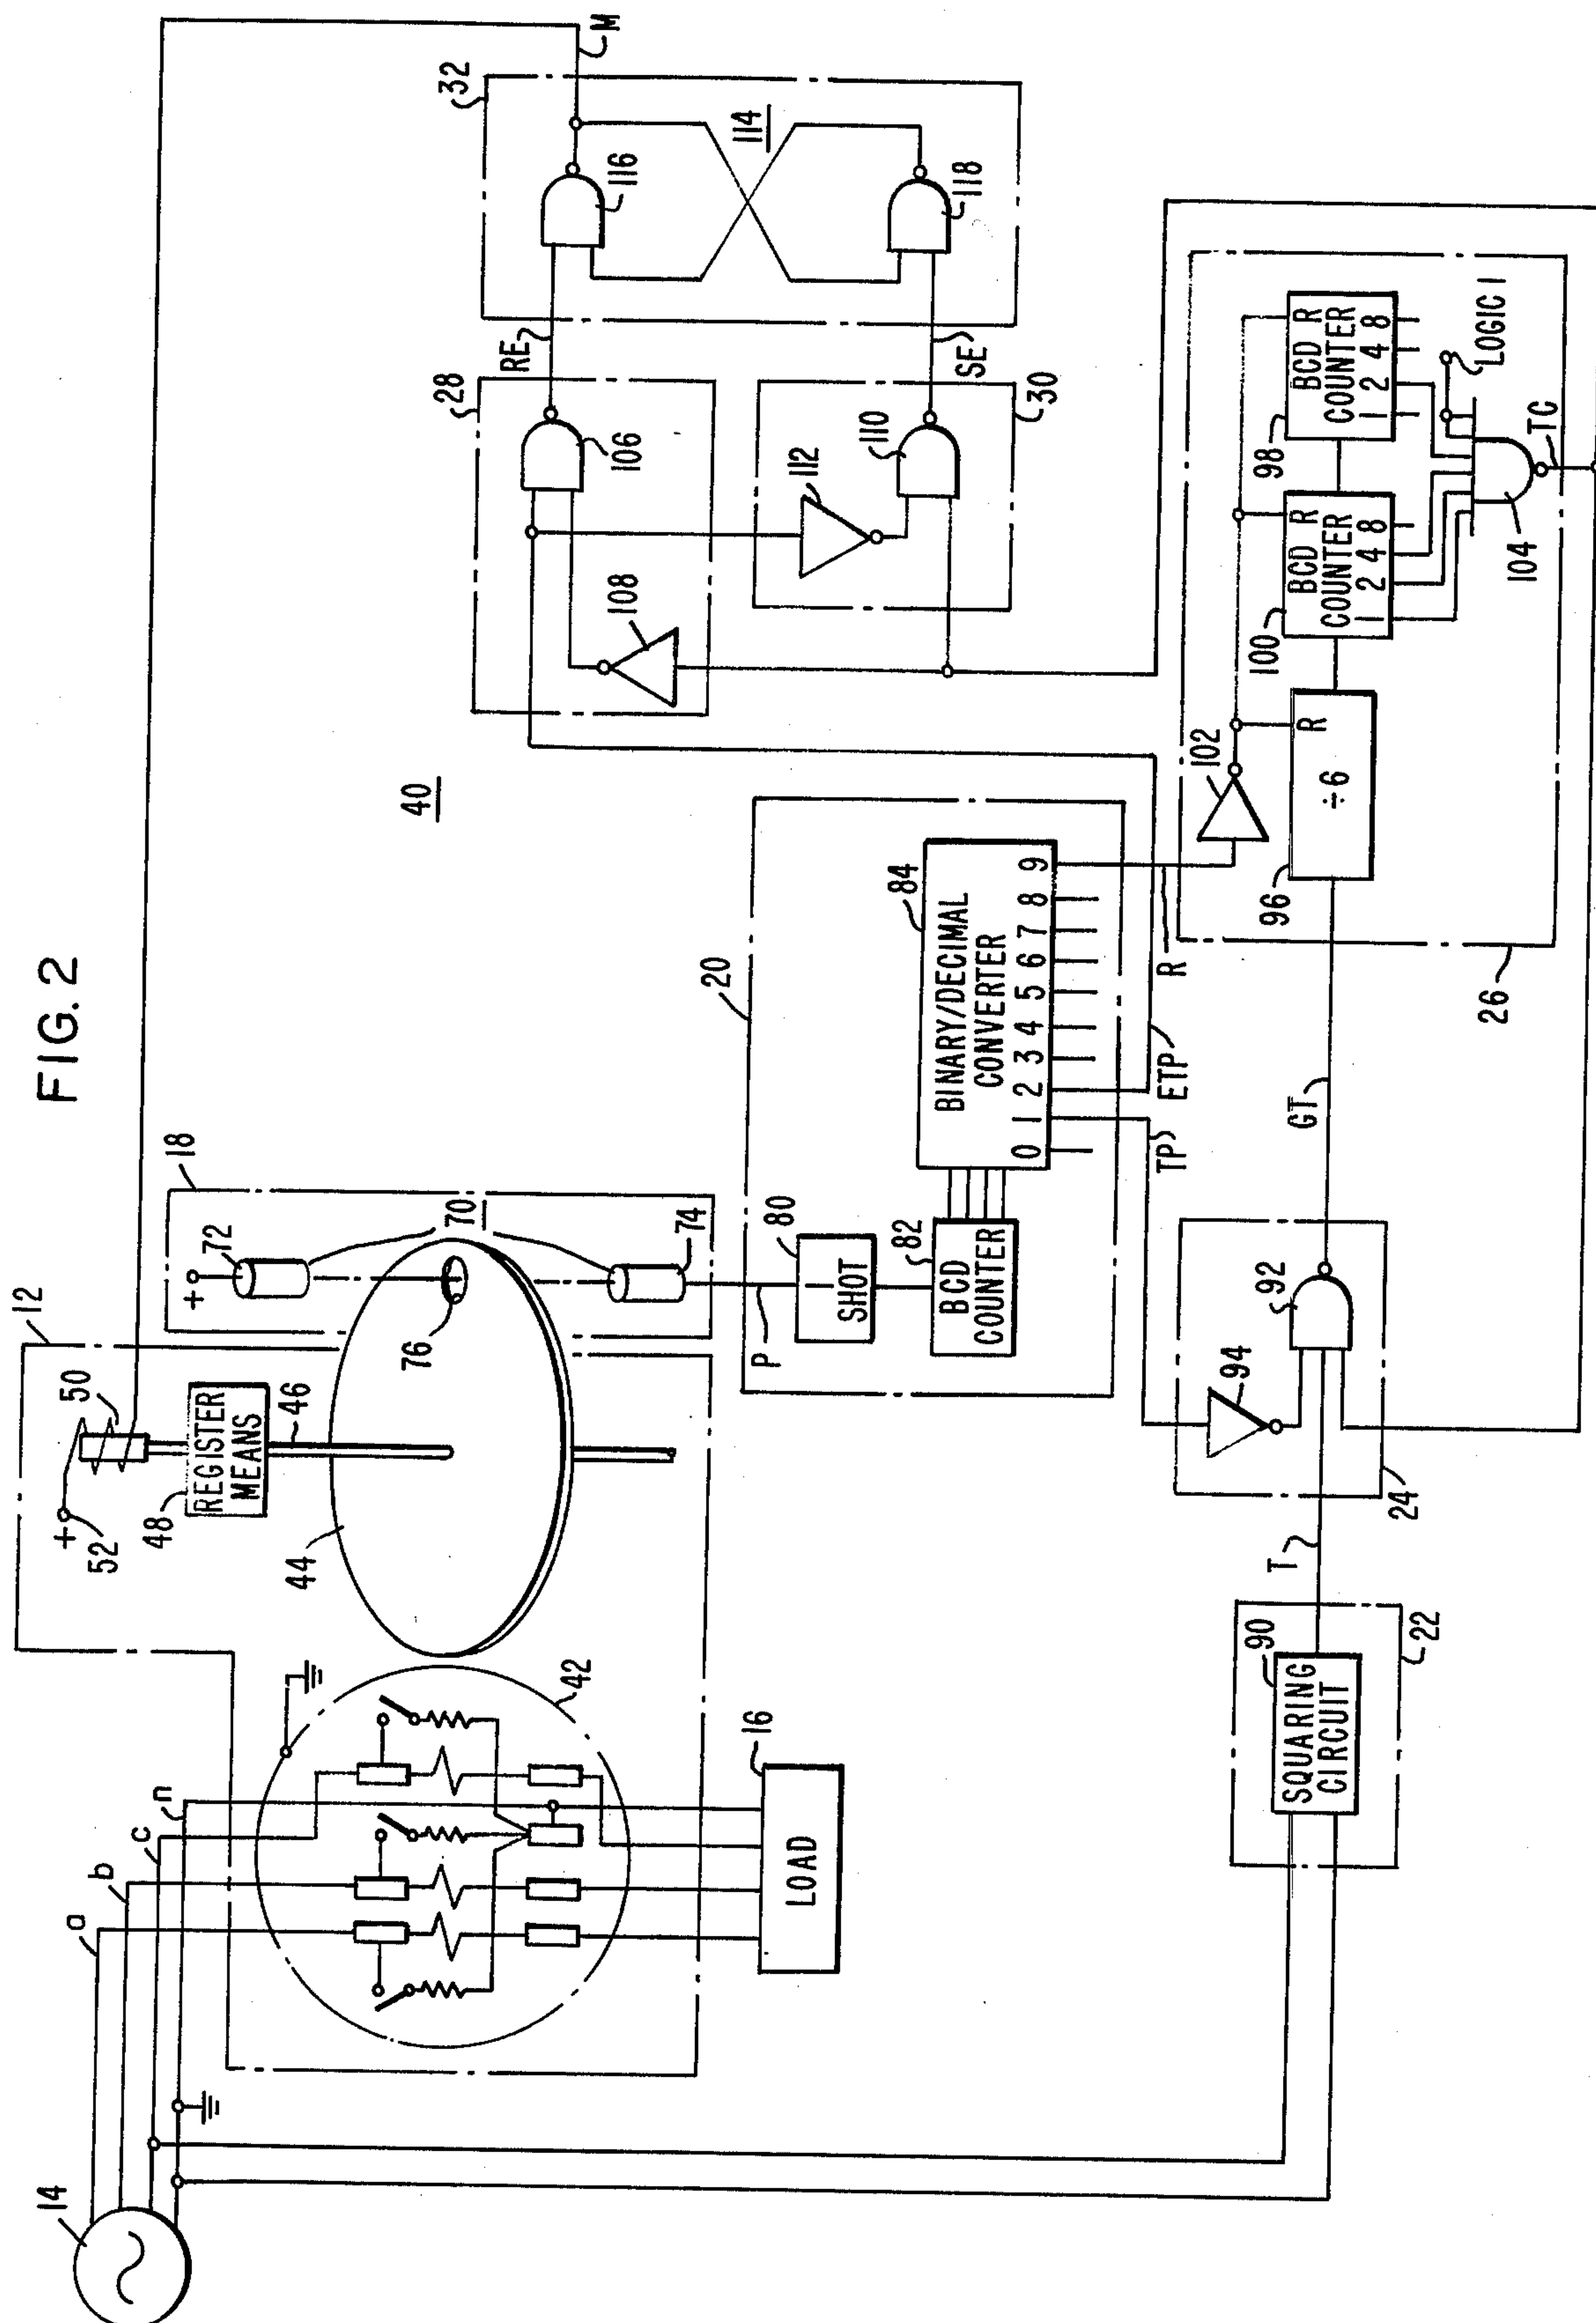 FIG. 2
14
a
b
c
n
12
+
52
50
48
REGISTER
MEANS
46
44
42
16
LOAD
18
+
72
70
74
76
M
40
P
20
80
1
SHOT
82
BCD
COUNTER
84
BINARY/DECIMAL
CONVERTER
0 1 2 3 4 5 6 7 8 9
TP
ETP
R
28
106
108
RE
30
110
112
SE
32
114
116
118
22
90
SQUARING
CIRCUIT
T
24
94
92
GT
26
96
÷6
R
102
100
BCD
COUNTER
R
1 2 4 8
98
BCD
COUNTER
R
1 2 4 8
LOGIC 1
104
TC